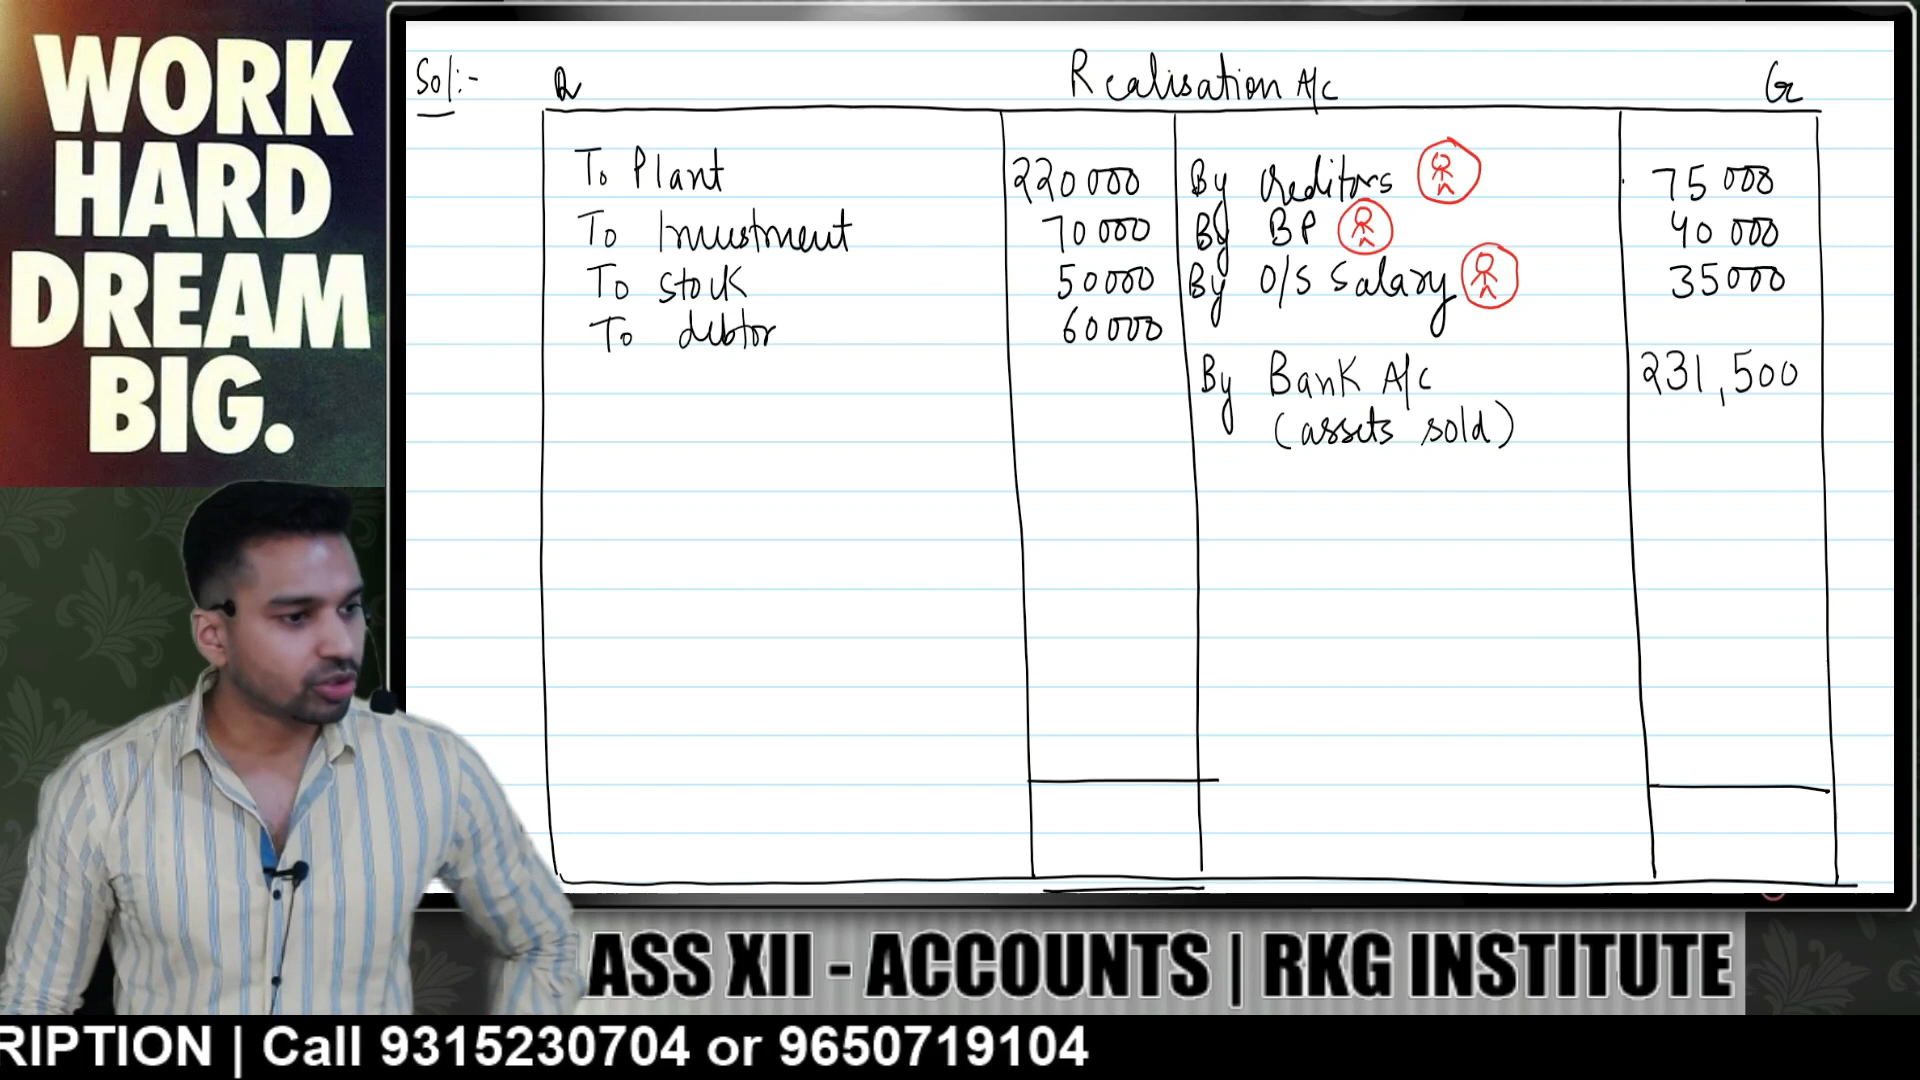 WORK
HARD
DREAM
BIG.
Sol:-
Dr Realisation A/c Cr
To Plant 220000 By Creditors 75000
To Investment 70000 By BP 40000
To stock 50000 By O/S Salary 35000
To debtor 60000
By Bank A/c 231,500
(assets sold)
ASS XII - ACCOUNTS | RKG INSTITUTE
RIPTION | Call 9315230704 or 9650719104